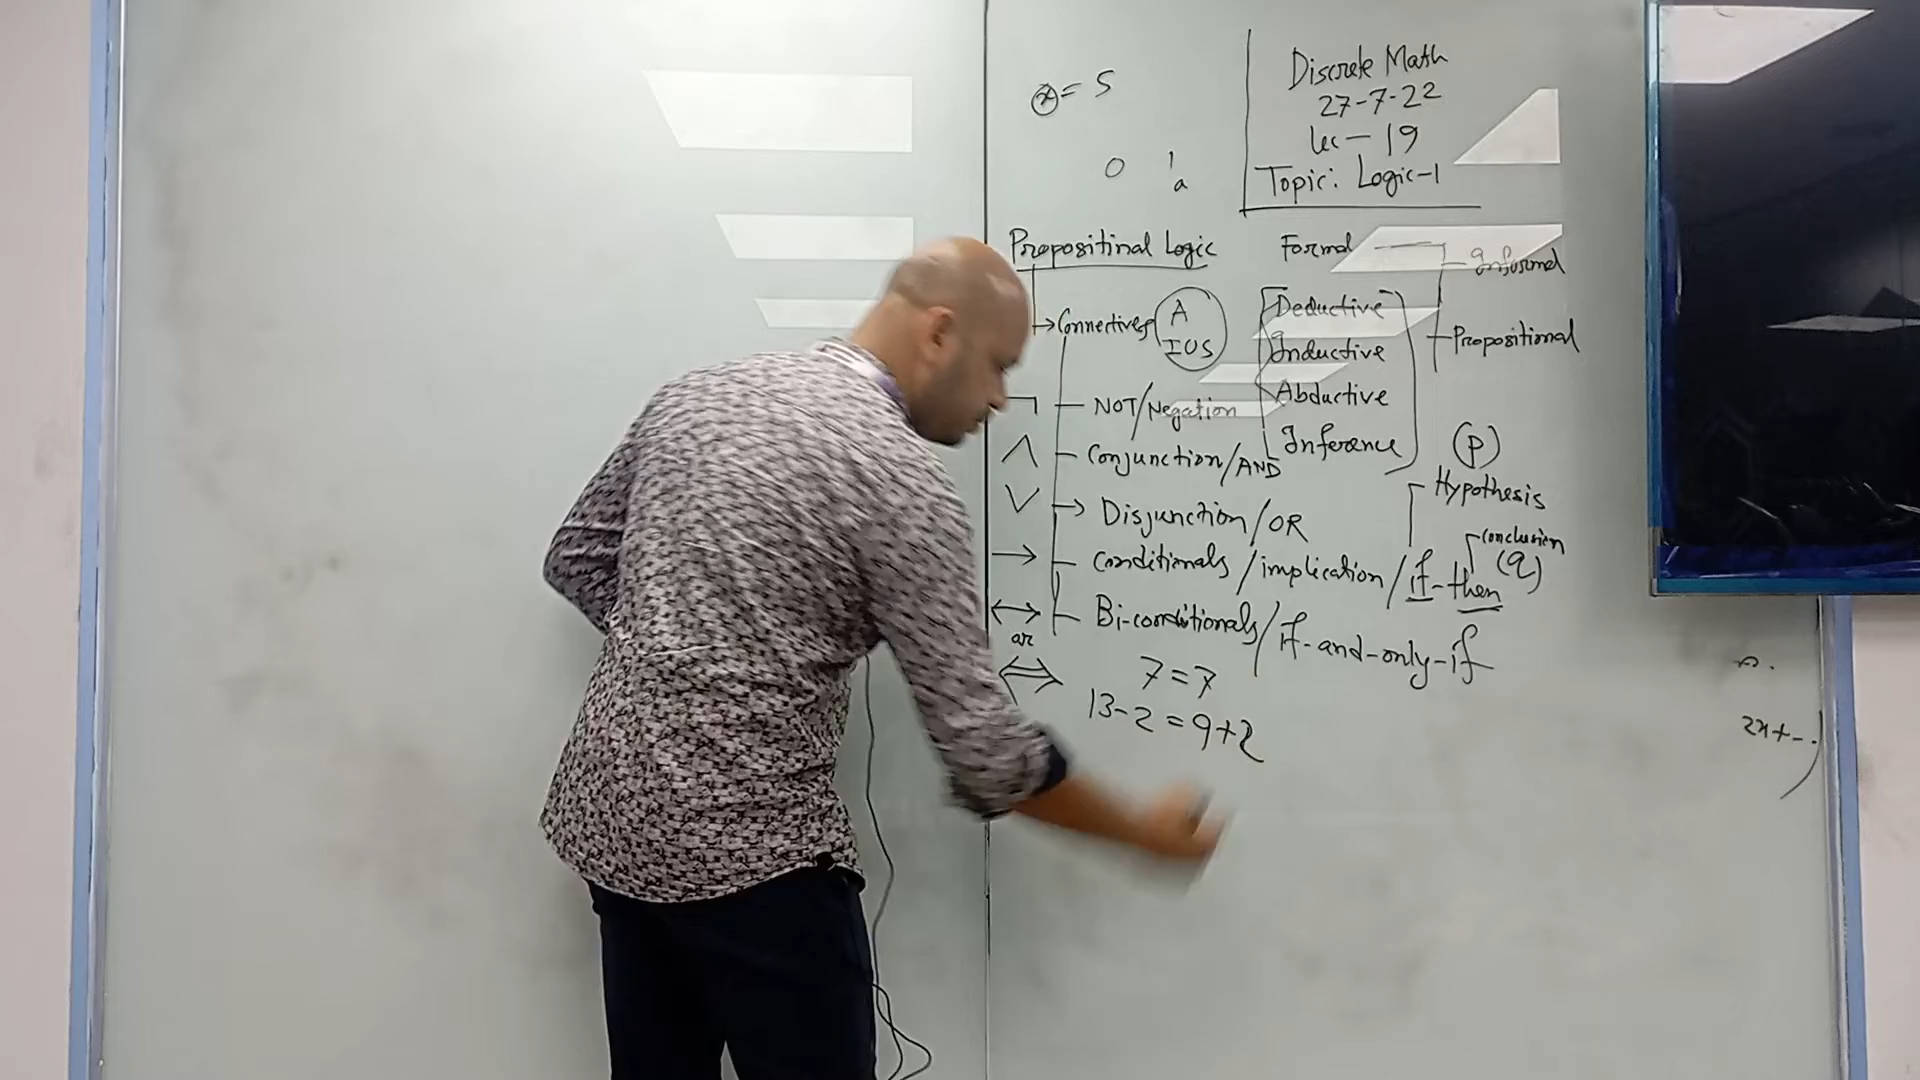 Discrete Math
27-7-22
Lec - 19
Topic: Logic-1
x = 5
0 1
a
Propositinal Logic
Formal
Informal
Propositional
→ Connectives
A
IOS
Deductive
Inductive
Abductive
Inference
¬ NOT/Negation
∧ Conjunction/AND
∨ → Disjunction/OR
→ Conditionals/implication/if-then
(p)
Hypothesis
conclusion
(q)
↔ Bi-conditionals/if-and-only-if
or
⇔
7=7
13-2=9+2
2x+-.